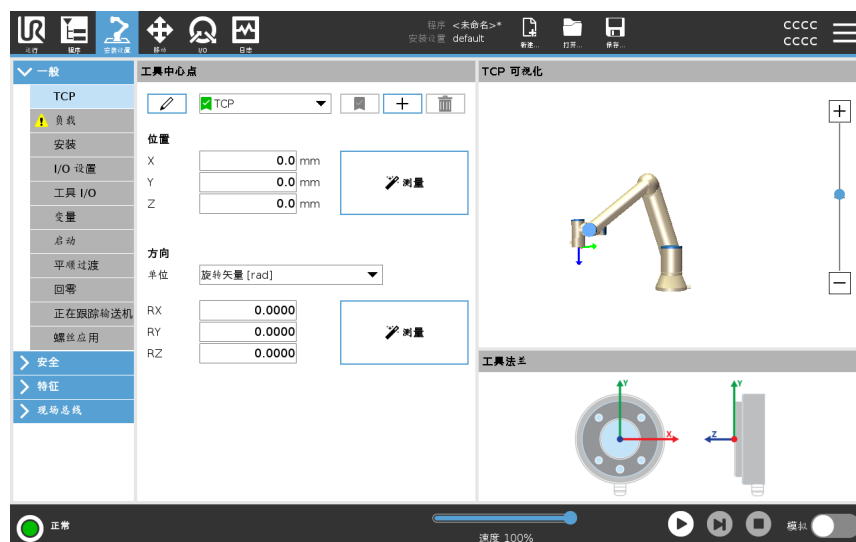 UR
运行
程序
安装设置
移动
I/O
日志
程序 <未命名>*
安装设置 default
新建...
打开...
保存...
cccc
cccc
一般
TCP
负载
安装
I/O 设置
工具 I/O
变量
启动
平顺过渡
回零
正在跟踪输送机
螺丝应用
安全
特征
现场总线
工具中心点
TCP
位置
X 0.0 mm
Y 0.0 mm
Z 0.0 mm
测量
方向
单位 旋转矢量 [rad]
RX 0.0000
RY 0.0000
RZ 0.0000
测量
TCP 可视化
工具法兰
Y
X
Y
Z
正常
速度 100%
模拟